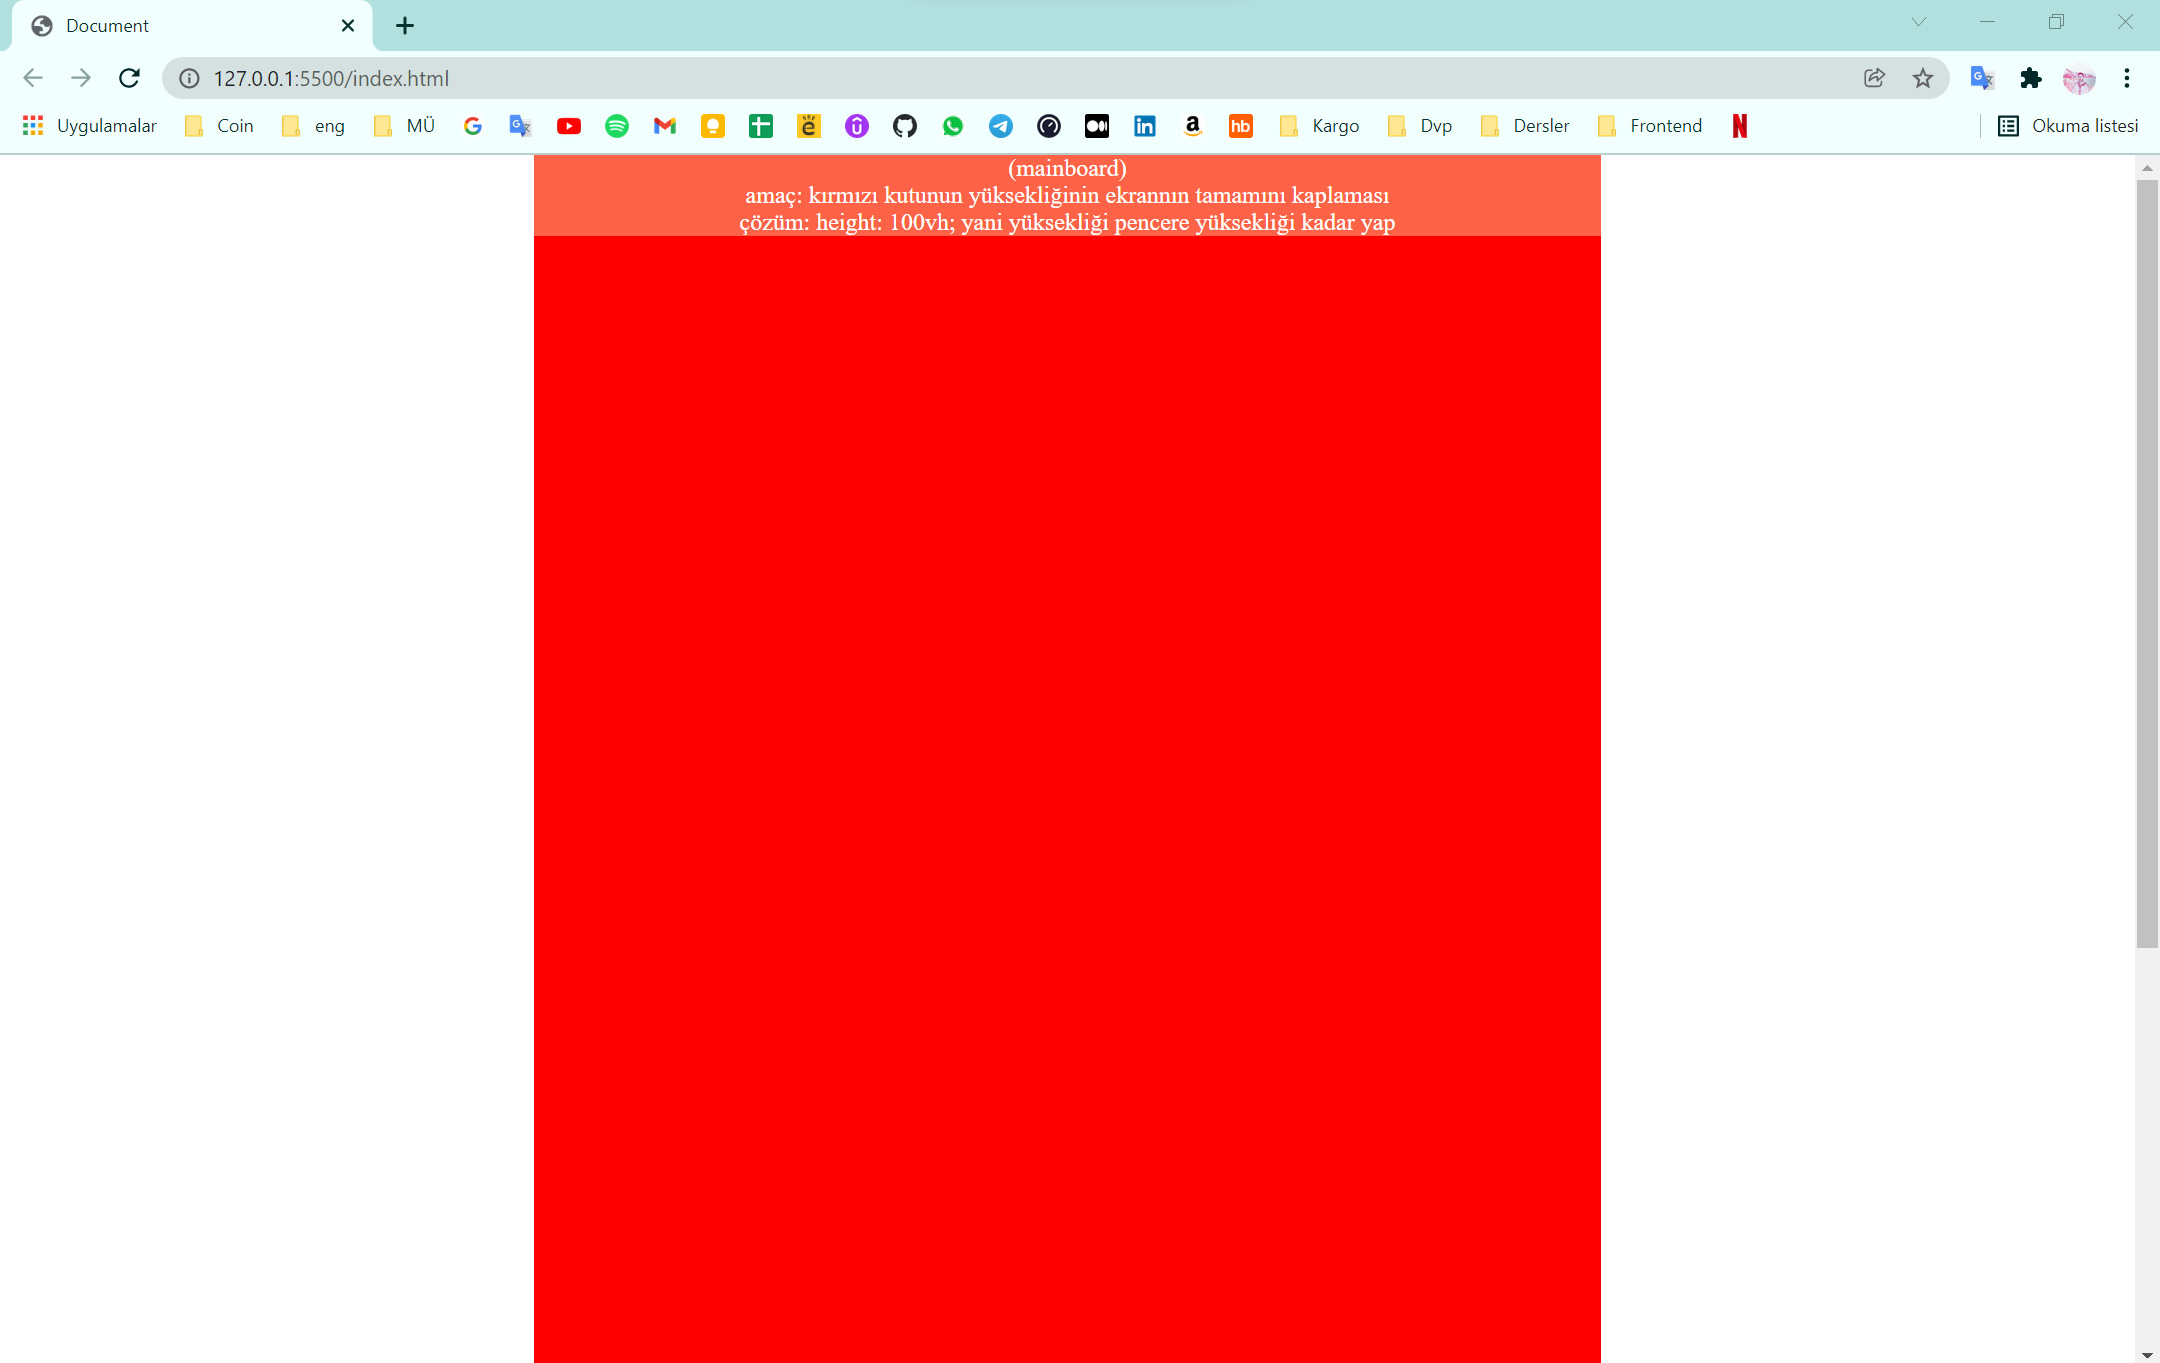 Document
127.0.0.1:5500/index.html
Uygulamalar Coin eng MÜ hb Kargo Dvp Dersler Frontend Okuma listesi
(mainboard)
amaç: kırmızı kutunun yüksekliğinin ekrannın tamamını kaplaması
çözüm: height: 100vh; yani yüksekliği pencere yüksekliği kadar yap